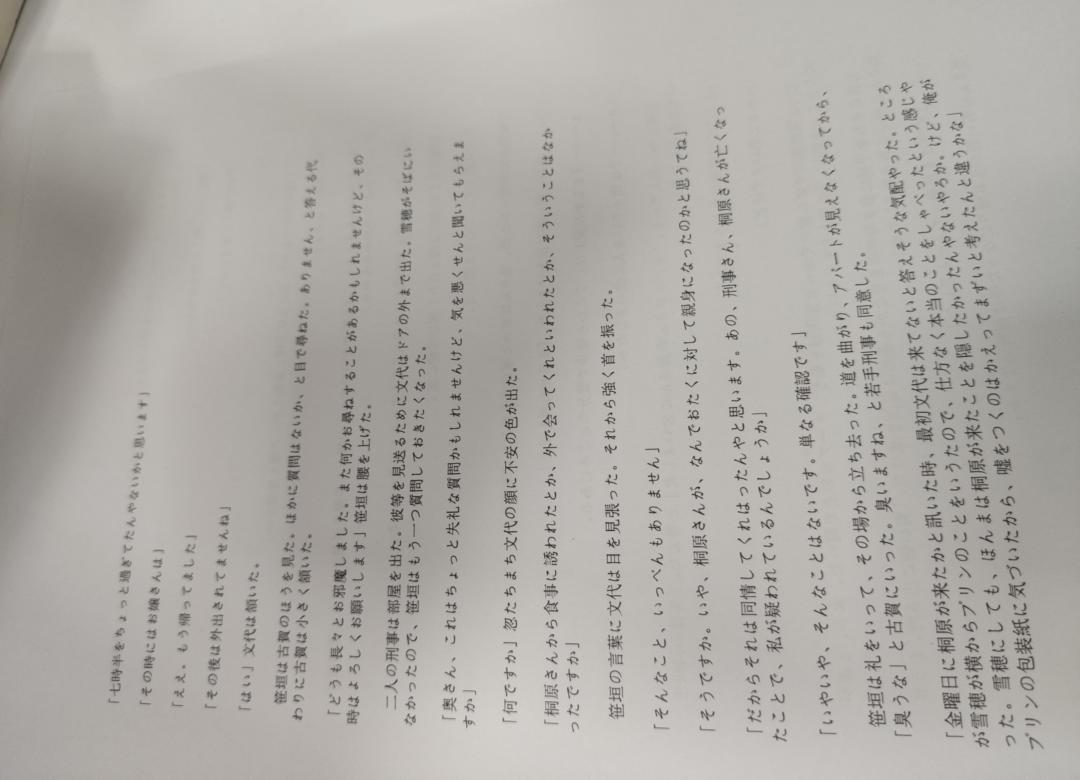 「七時半をちょっと過ぎてたんやないかと思います」
「その時にはお嬢さんは」
「ええ。もう帰ってました」
「その後は外出されてませんね」
「はい」文代は頷いた。
笹垣は古賀のほうを見た。ほかに質問はないか、と目で尋ねた。ありません、と答える代
わりに古賀は小さく頷いた。
「どうも長々とお邪魔しました。また何かお尋ねすることがあるかもしれませんけど、その
時はよろしくお願いします」笹垣は腰を上げた。
二人の刑事は部屋を出た。彼等を見送るために文代はドアの外まで出た。雪穂がそばにい
なかったので、笹垣はもう一つ質問しておきたくなった。
「奥さん、これはちょっと失礼な質問かもしれませんけど、気を悪くせんと聞いてもらえま
すか」
「何ですか」忽たちまち文代の顔に不安の色が出た。
「桐原さんから食事に誘われたとか、外で会ってくれといわれたとか、そういうことはなか
ったですか」
笹垣の言葉に文代は目を見張った。それから強く首を振った。
「そんなこと、いっぺんもありません」
「そうですか。いや、桐原さんが、なんでおたくに対して親身になったのかと思うてね」
「だからそれは同情してくれはったんやと思います。あの、刑事さん、桐原さんが亡くなっ
たことで、私が疑われているんでしょうか」
「いやいや、そんなことはないです。単なる確認です」
笹垣は礼をいって、その場から立ち去った。道を曲がり、アパートが見えなくなってから、
「臭うな」と古賀にいった。臭いますね、と若手刑事も同意した。
「金曜日に桐原が来たかと訊いた時、最初文代は来てないと答えそうな気配やった。ところ
が雪穂が横からプリンのことをいうたので、仕方なく本当のことをしゃべったという感じや
った。雪穂にしても、ほんまは桐原が来たことを隠したかったんやないやろか。けど、俺が
プリンの包装紙に気づいたから、嘘をつくのはかえってまずいと考えたんと違うかな」